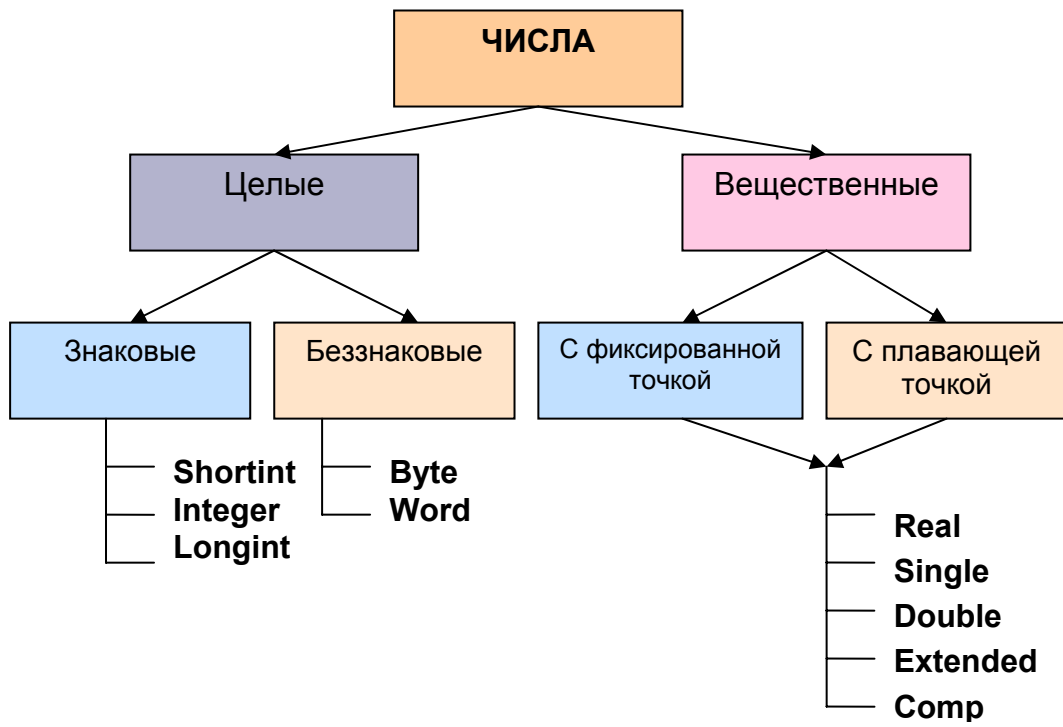 ЧИСЛА
Целые
Вещественные
Знаковые
Беззнаковые
С фиксированной
точкой
С плавающей
точкой
Shortint
Integer
Longint
Byte
Word
Real
Single
Double
Extended
Comp